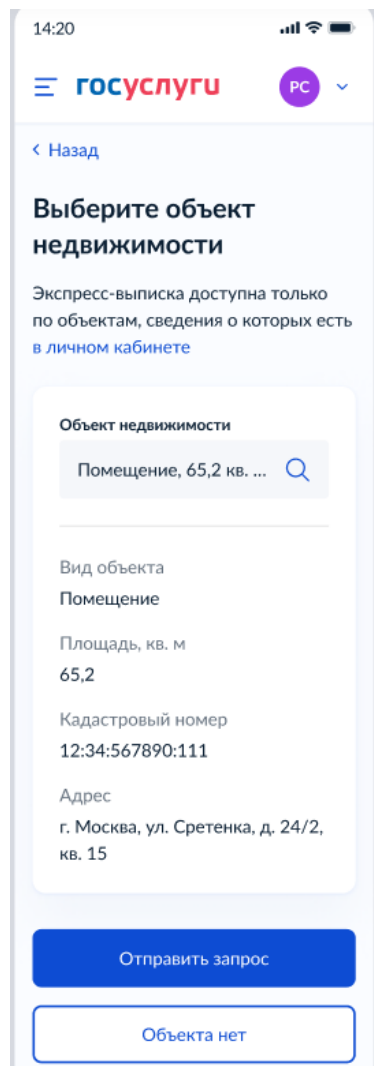 14:20
госуслуги
РС
Назад
Выберите объект
недвижимости
Экспресс-выписка доступна только
по объектам, сведения о которых есть
в личном кабинете
Объект недвижимости
Помещение, 65,2 кв. ...
Вид объекта
Помещение
Площадь, кв. м
65,2
Кадастровый номер
12:34:567890:111
Адрес
г. Москва, ул. Сретенка, д. 24/2,
кв. 15
Отправить запрос
Объекта нет